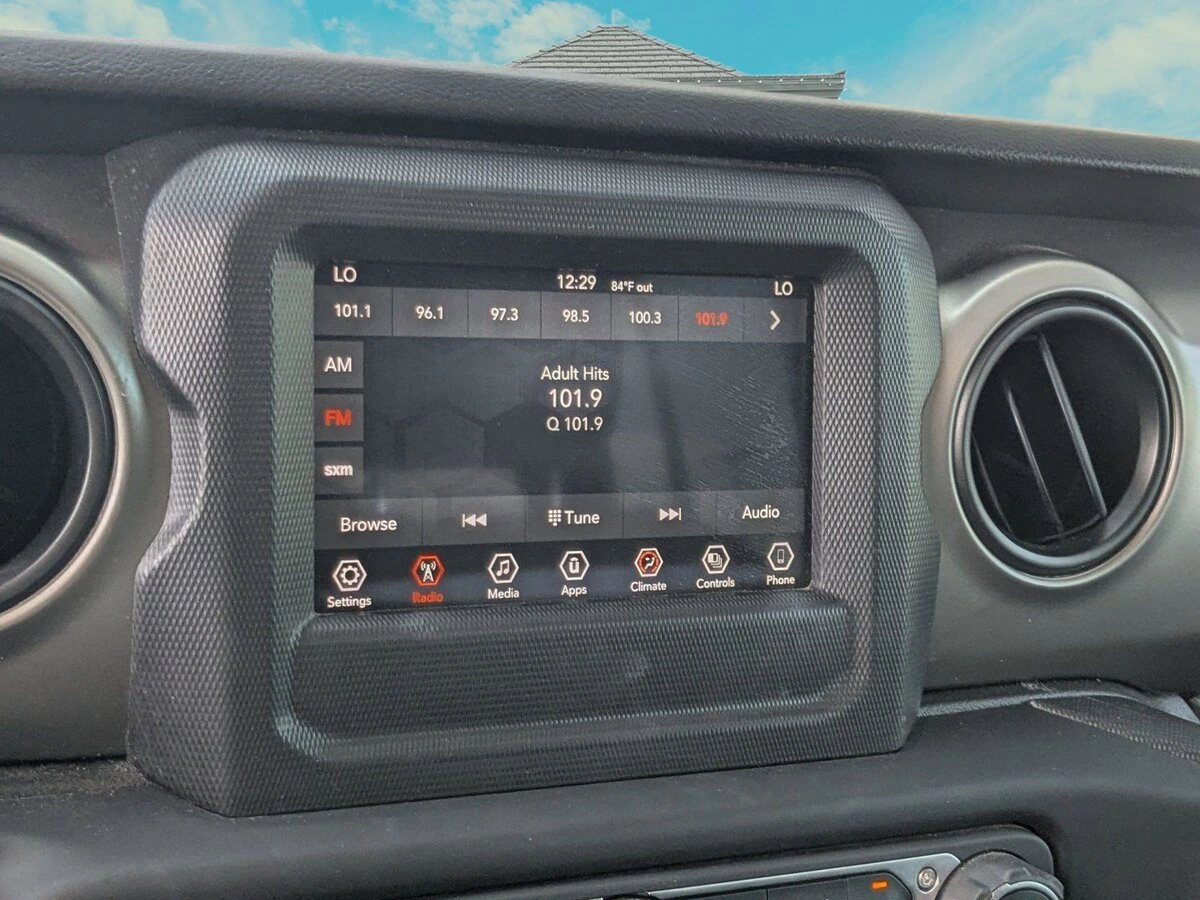 LO 12:29 84°F out LO
101.1 96.1 97.3 98.5 100.3 101.9
AM
FM
sxm
Adult Hits
101.9
Q 101.9
Browse Tune Audio
Settings Radio Media Apps Climate Controls Phone